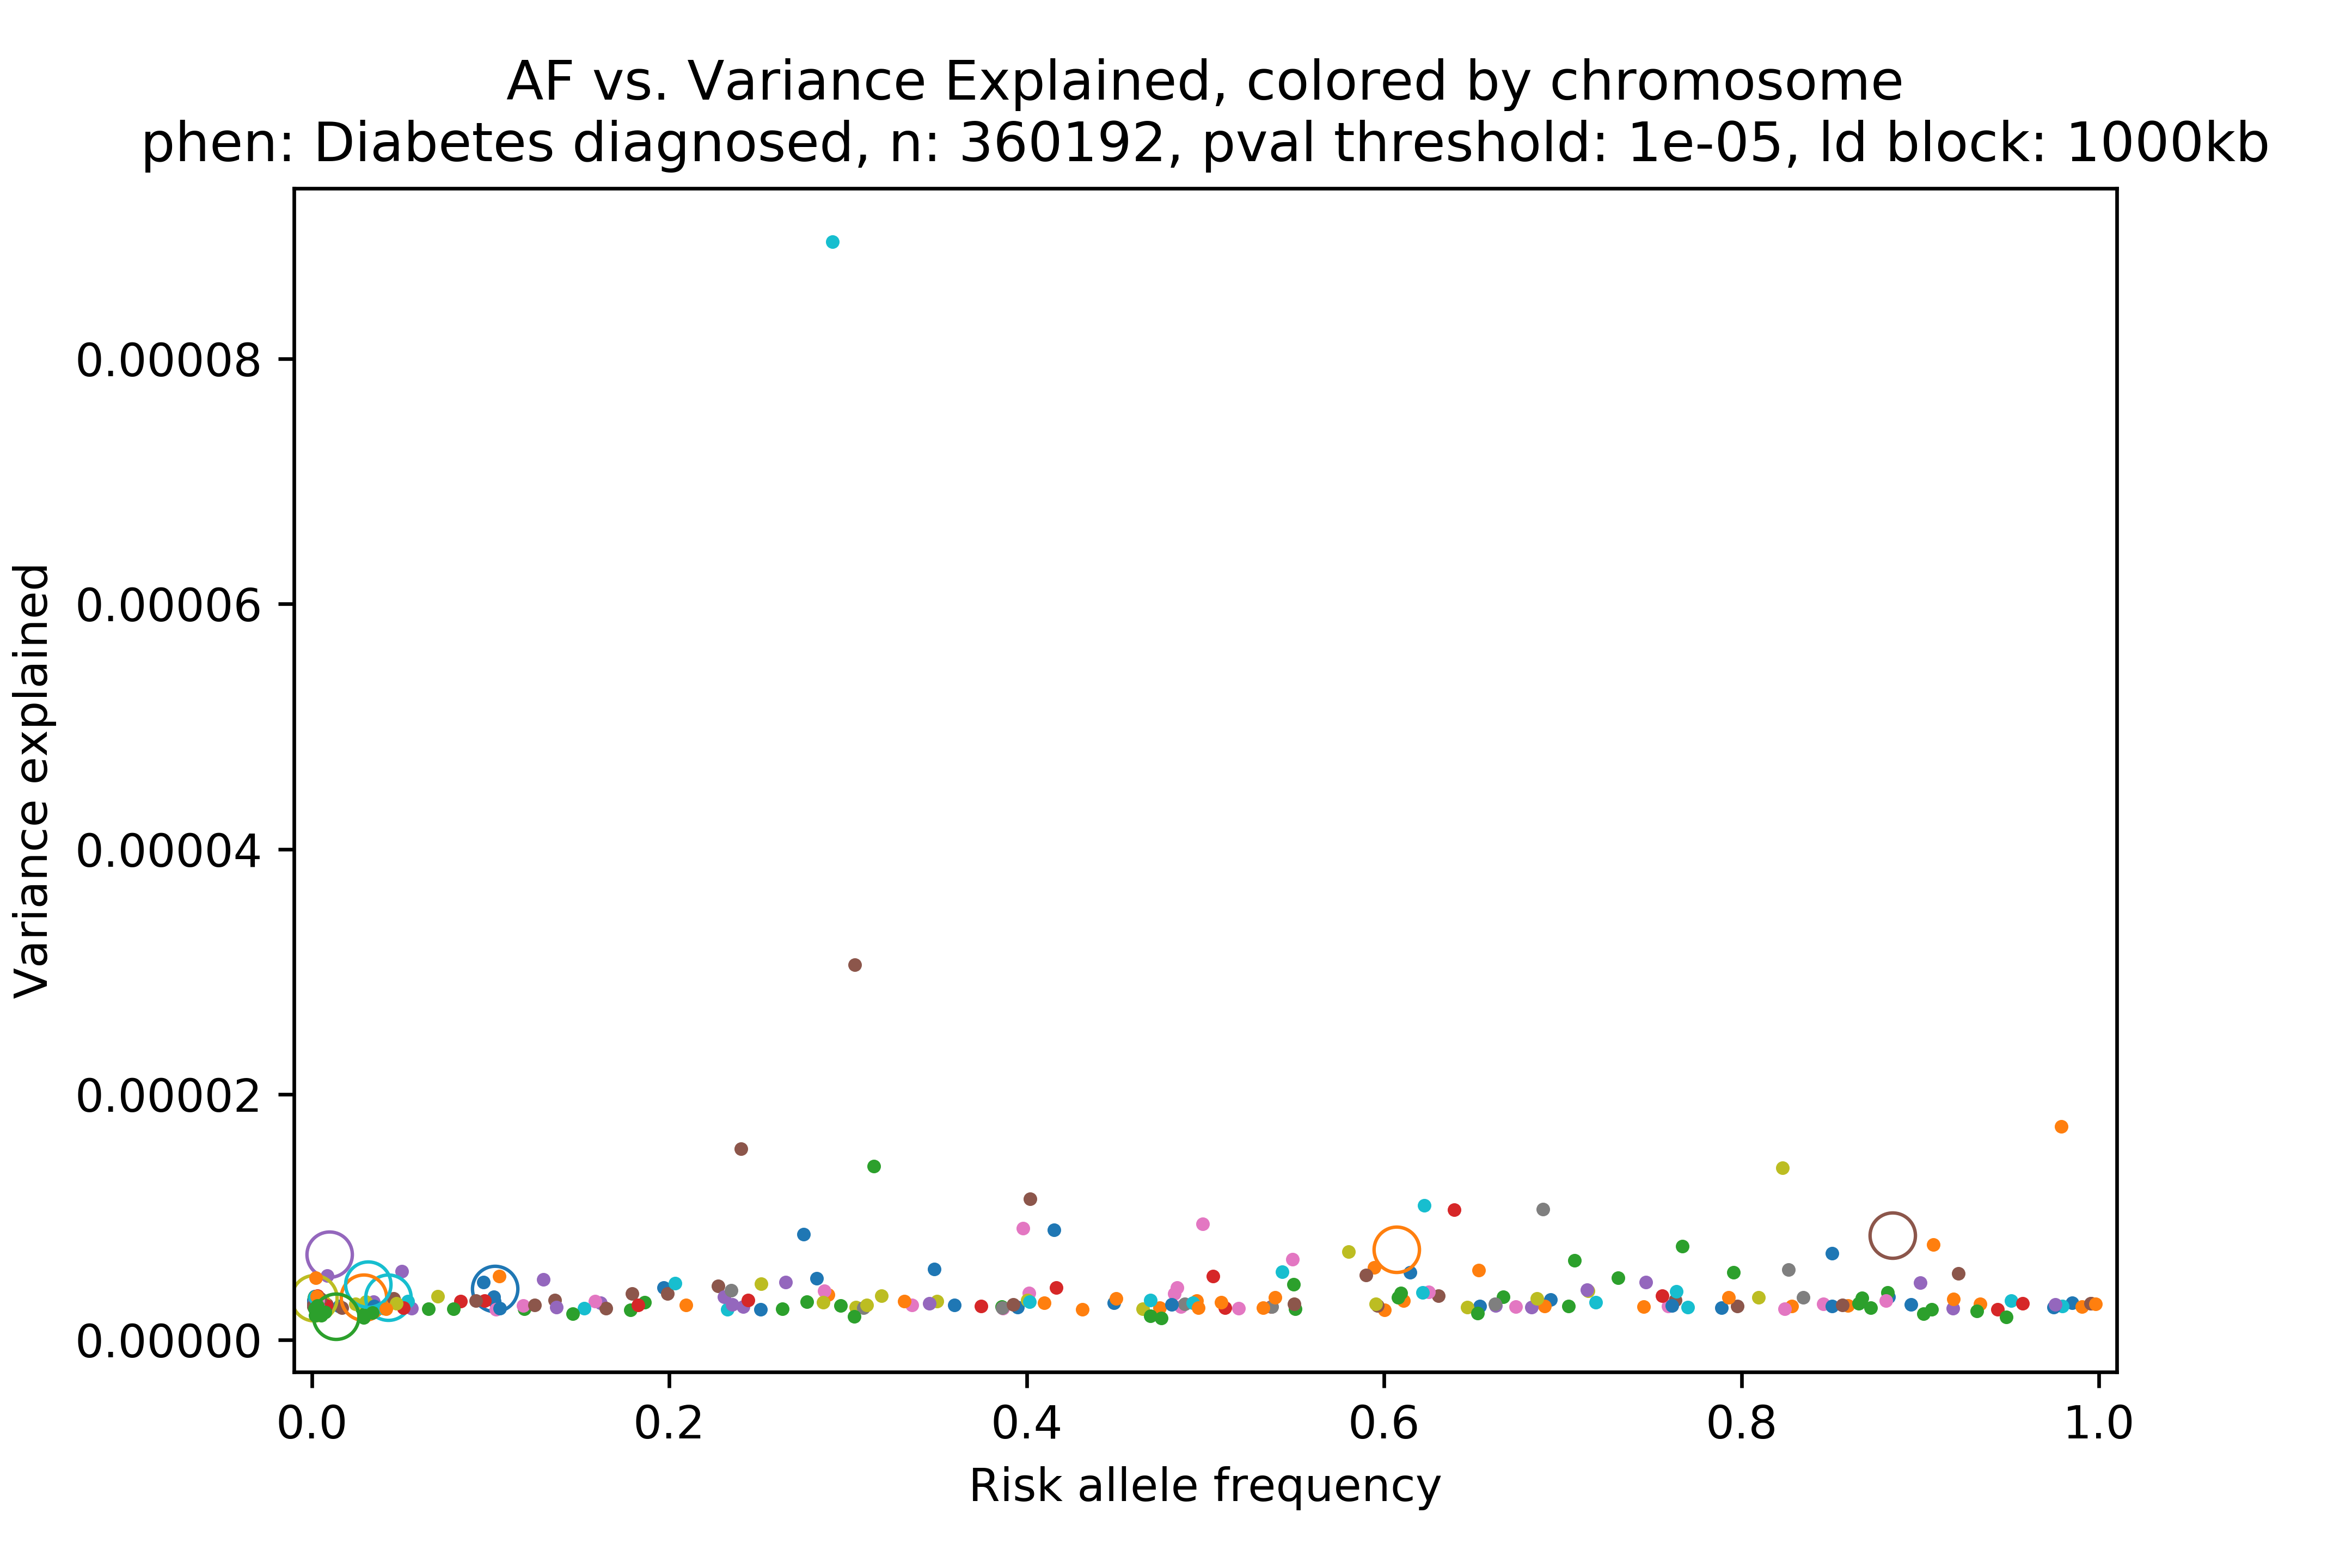 AF vs. Variance Explained, colored by chromosome
phen: Diabetes diagnosed, n: 360192, pval threshold: 1e-05, ld block: 1000kb
Variance explained
0.00008
0.00006
0.00004
0.00002
0.00000
0.0 0.2 0.4 0.6 0.8 1.0
Risk allele frequency